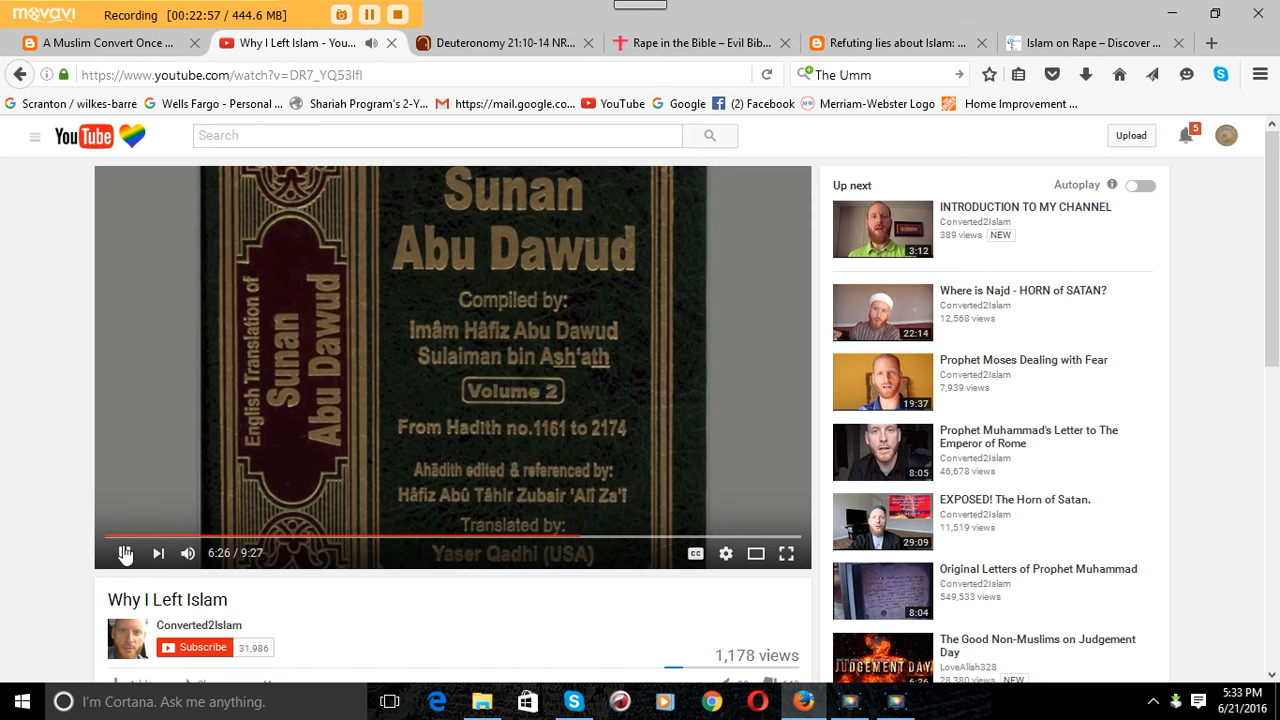 movavi
Recording [00:22:57 / 444.6 MB]
A Muslim Convert Once ...
Why I Left Islam - You...
Deuteronomy 21:10-14 NR...
Rape in the Bible – Evil Bib...
Refuting lies about Islam: ...
Islam on Rape – Discover ...
https://www.youtube.com/watch?v=DR7_YQ53IfI
The Umm
Scranton / wilkes-barre
Wells Fargo - Personal ...
Shariah Program's 2-Y...
https://mail.google.co...
YouTube
Google
(2) Facebook
Merriam-Webster Logo
Home Improvement ...
YouTube
Search
Upload
5
English Translation of
Sunan
Abu Dawud
Sunan
Abu Dawud
Compiled by:
Imâm Hâfiz Abu Dawud
Sulaiman bin Ash'ath
Volume 2
From Hadith no.1161 to 2174
Ahâdith edited & referenced by:
Hâfiz Abû Tâhir Zubair 'Ali Za'i
Translated by:
Yaser Qadhi (USA)
6:26 / 9:27
CC
Why I Left Islam
Converted2Islam
Subscribe
31,986
1,178 views
Up next
Autoplay
INTRODUCTION TO MY CHANNEL
Converted2Islam
389 views NEW
3:12
Where is Najd - HORN of SATAN?
Converted2Islam
12,568 views
22:14
Prophet Moses Dealing with Fear
Converted2Islam
7,939 views
19:37
Prophet Muhammad's Letter to The
Emperor of Rome
Converted2Islam
46,678 views
8:05
EXPOSED! The Horn of Satan.
Converted2Islam
11,519 views
29:09
Original Letters of Prophet Muhammad
Converted2Islam
549,533 views
8:04
The Good Non-Muslims on Judgement
Day
LoveAllah328
28,380 views NEW
JUDGEMENT DAY
I'm Cortana. Ask me anything.
5:33 PM
6/21/2016